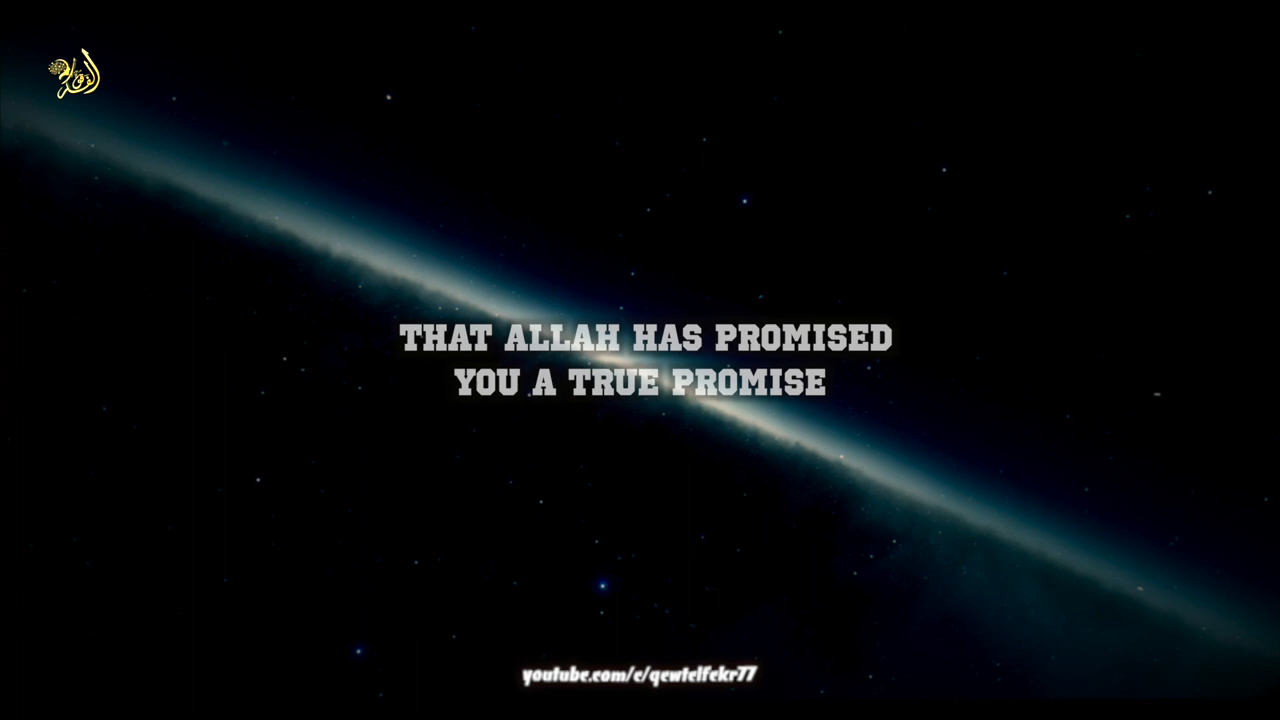 THAT ALLAH HAS PROMISED
YOU A TRUE PROMISE
youtube.com/c/qewtelfekr77